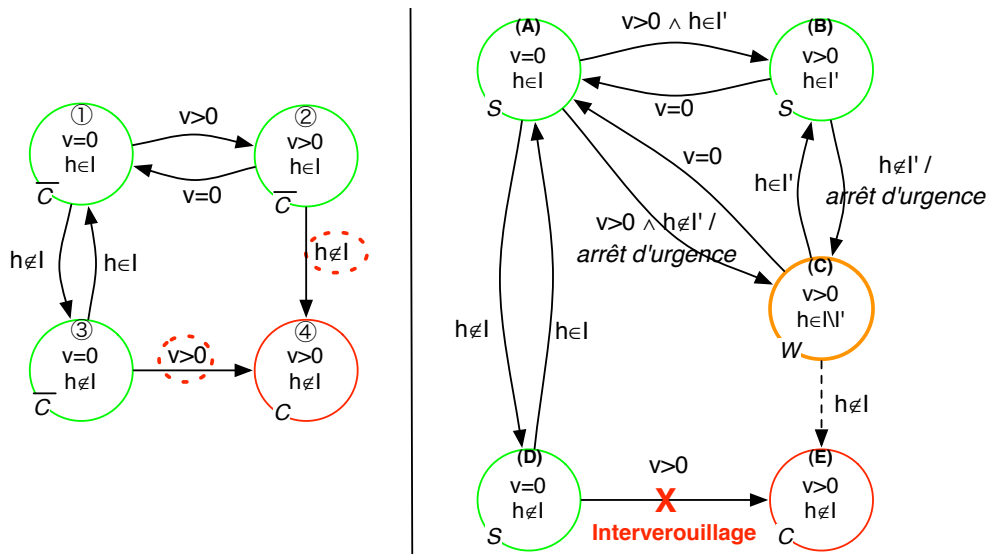 ①
v=0
h∈I
C
v>0
v=0
②
v>0
h∈I
C
h∉I
h∈I
h∉I
③
v=0
h∉I
C
v>0
④
v>0
h∉I
C
(A)
v=0
h∈I
S
v>0 ∧ h∈I'
v=0
(B)
v>0
h∈I'
S
v=0
h∈I'
h∉I' /
arrêt d'urgence
v>0 ∧ h∉I' /
arrêt d'urgence
(C)
v>0
h∈I\I'
W
h∉I
h∈I
h∉I
(D)
v=0
h∉I
S
v>0
X
Interverouillage
(E)
v>0
h∉I
C